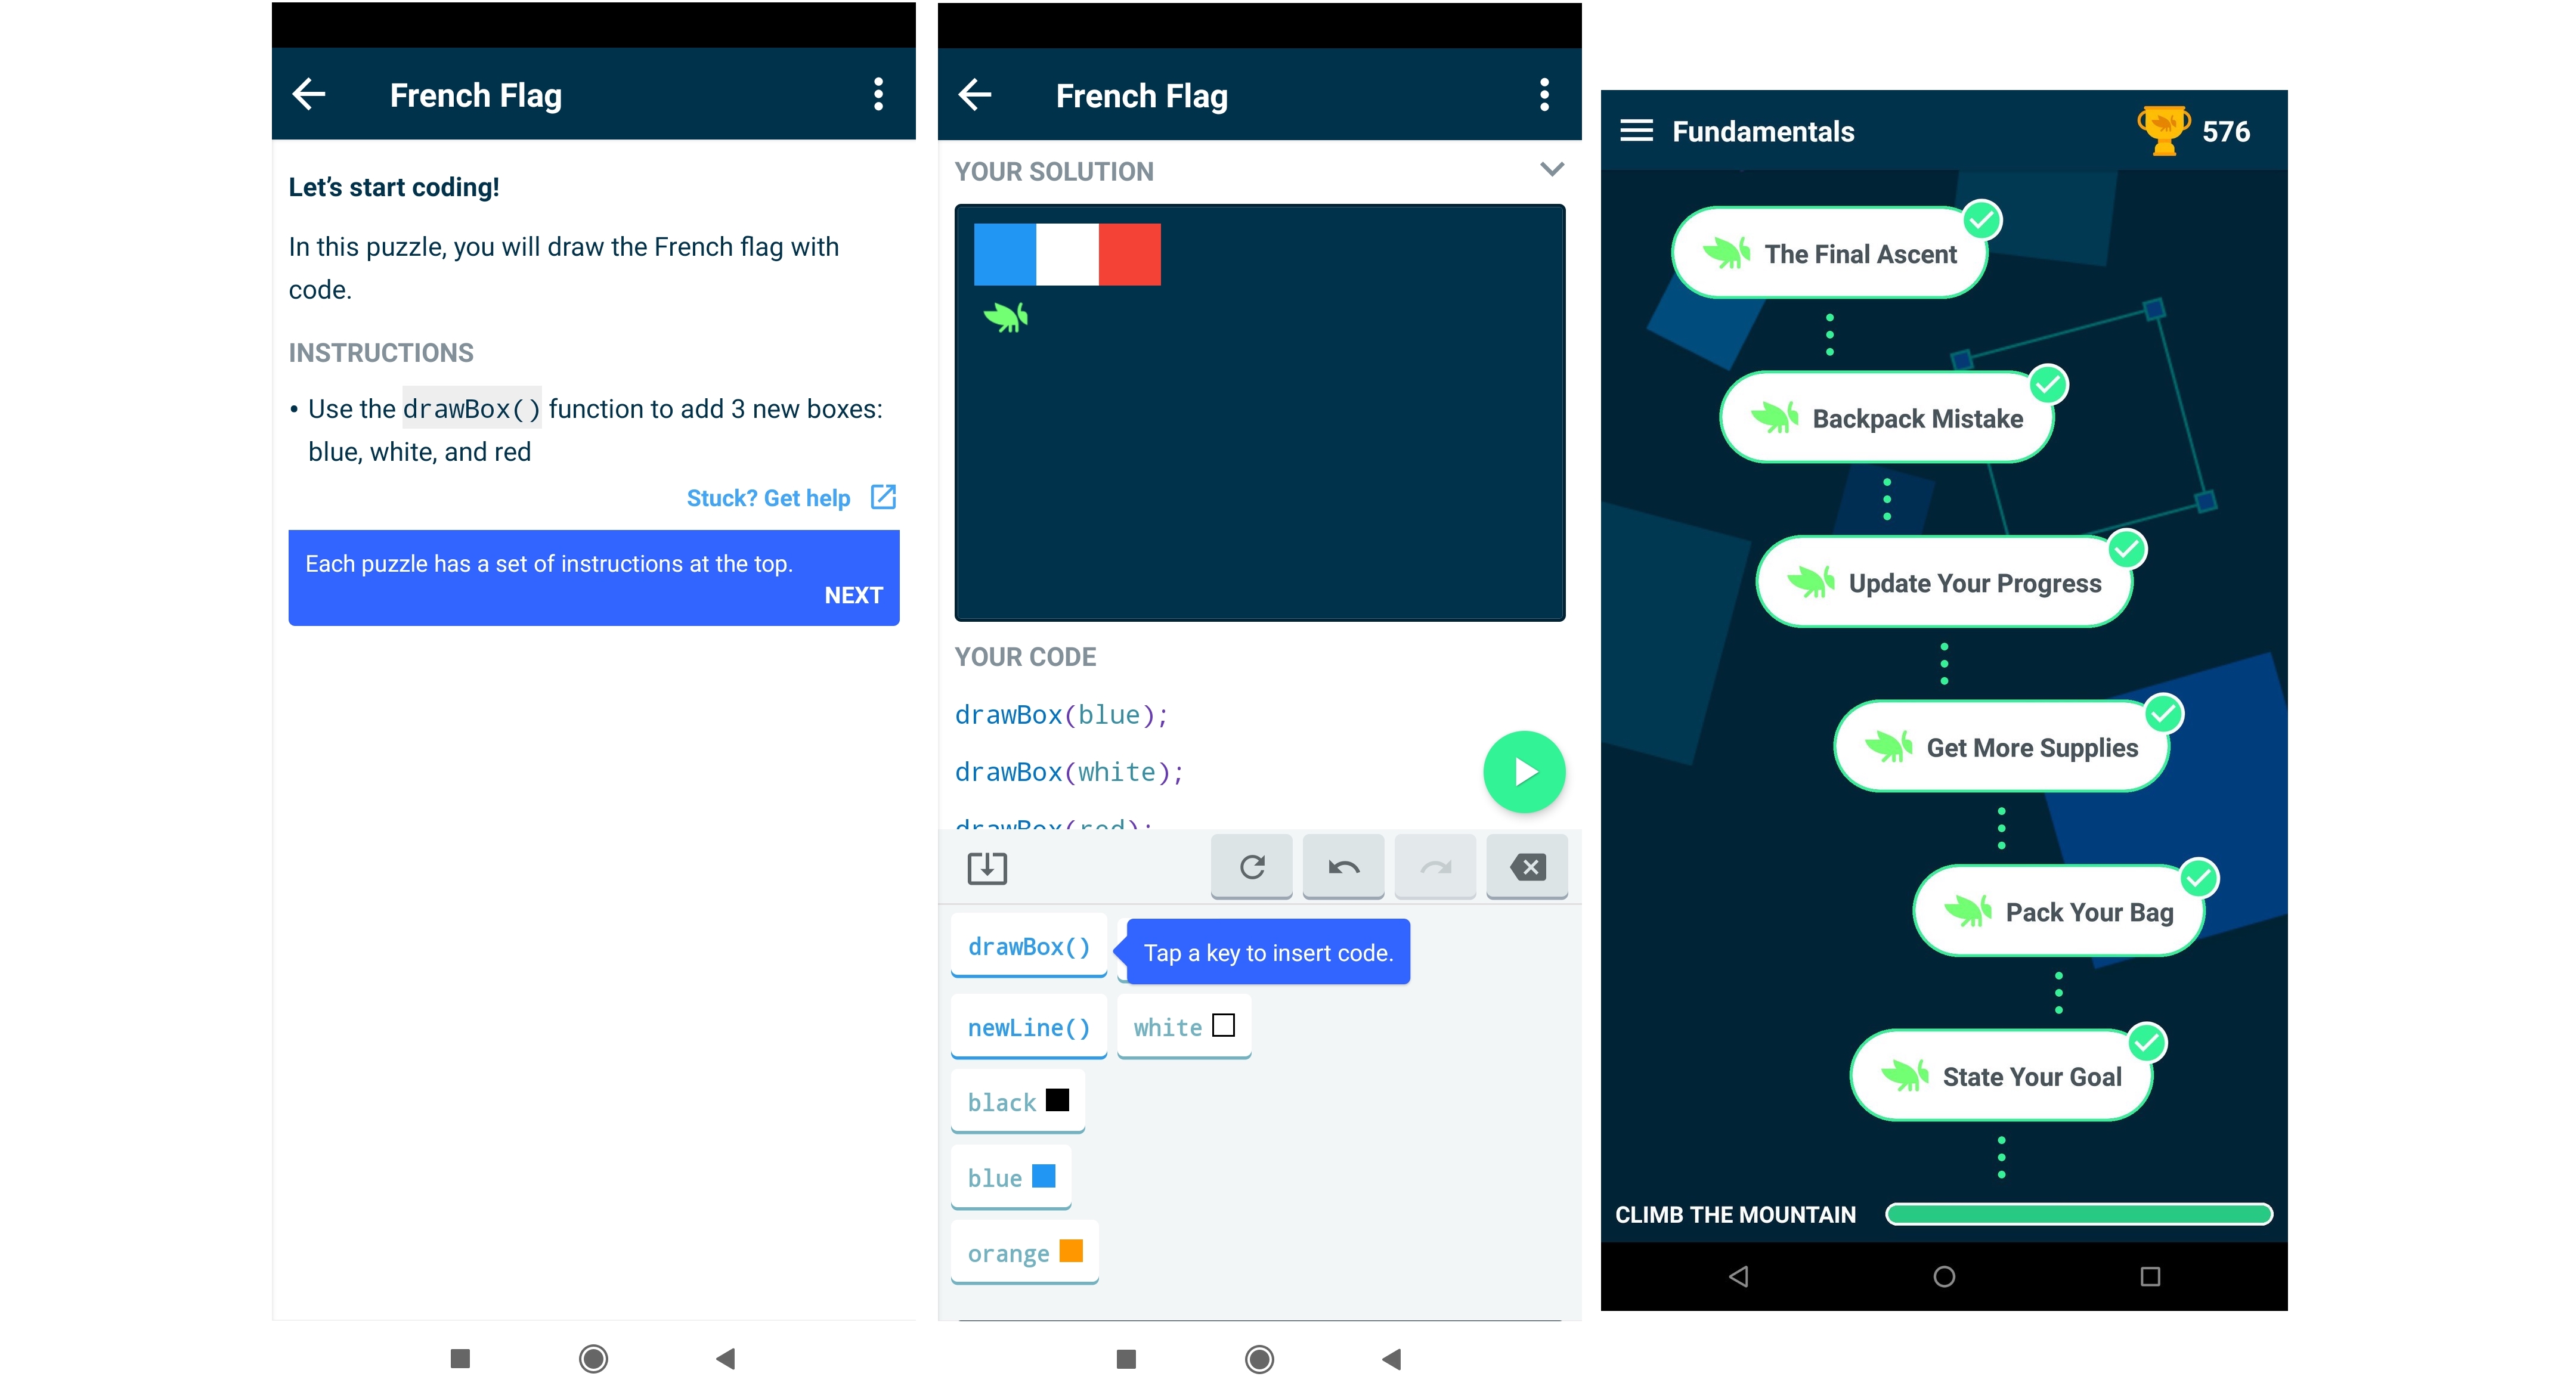 French Flag
Let's start coding!
In this puzzle, you will draw the French flag with
code.
INSTRUCTIONS
• Use the drawBox() function to add 3 new boxes:
blue, white, and red
Stuck? Get help
Each puzzle has a set of instructions at the top.
NEXT
French Flag
YOUR SOLUTION
YOUR CODE
drawBox(blue);
drawBox(white);
drawBox(red);
drawBox()
Tap a key to insert code.
newLine()
white
black
blue
orange
Fundamentals
576
The Final Ascent
Backpack Mistake
Update Your Progress
Get More Supplies
Pack Your Bag
State Your Goal
CLIMB THE MOUNTAIN